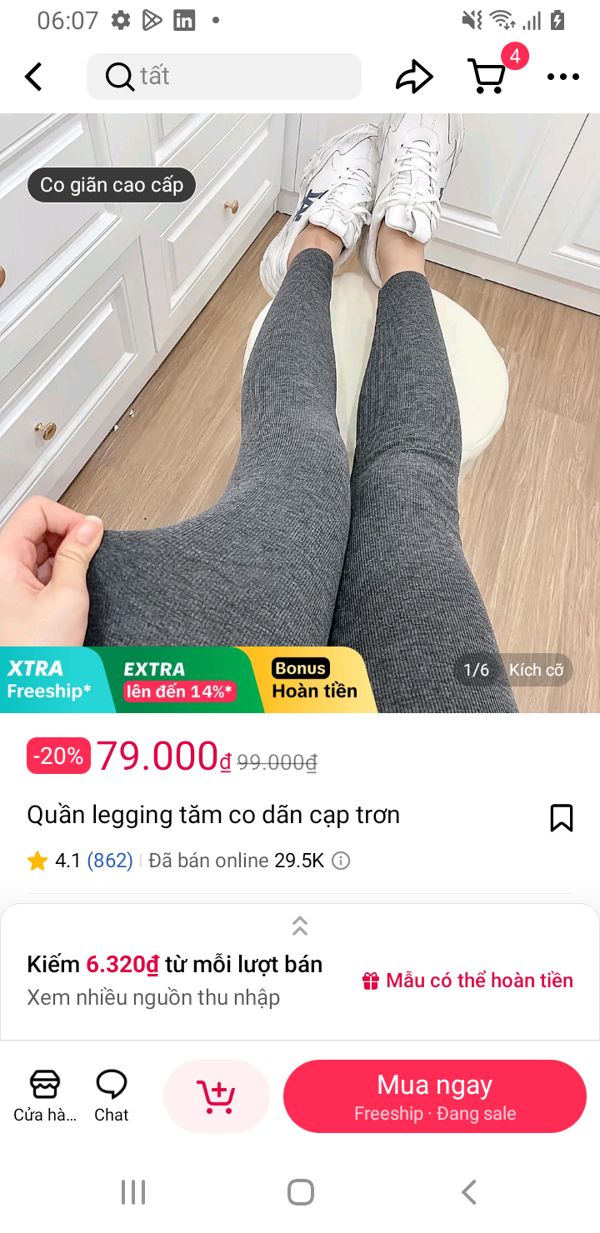 06:07
tất
4
Co giãn cao cấp
XTRA
Freeship*
EXTRA
lên đến 14%*
Bonus
Hoàn tiền
1/6 Kích cỡ
-20% 79.000₫ 99.000₫
Quần legging tăm co dãn cạp trơn
4.1 (862) Đã bán online 29.5K
Kiếm 6.320₫ từ mỗi lượt bán
Xem nhiều nguồn thu nhập
Mẫu có thể hoàn tiền
Cửa hà...
Chat
Mua ngay
Freeship · Đang sale